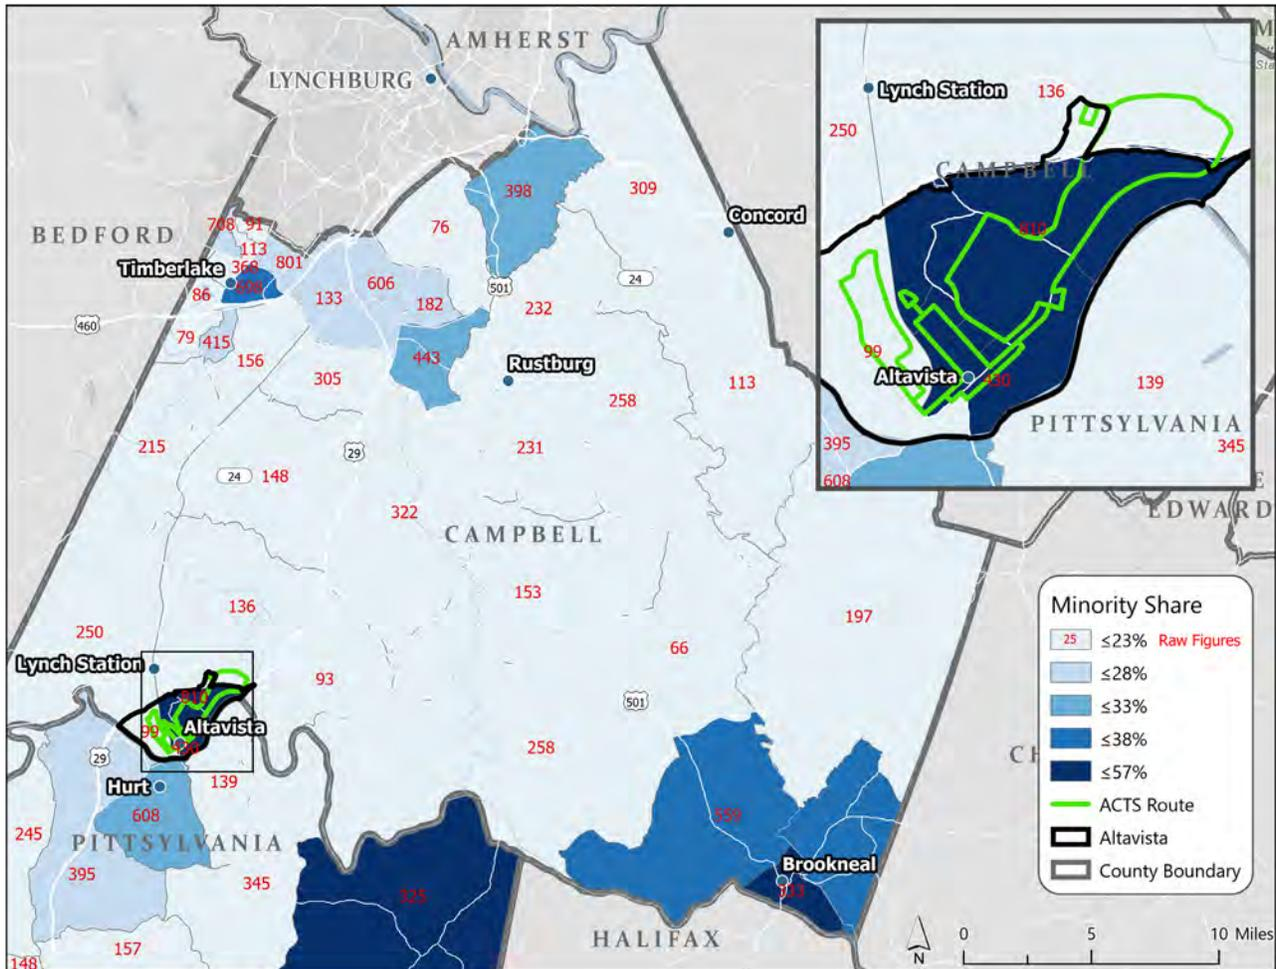 AMHERST
LYNCHBURG
BEDFORD
398
309
76
Concord
708 91
113
368
801
Timberlake
608
86
606
133
182
501
24
232
460
79
415
156
443
Rustburg
305
258
113
215
29
231
24
148
322
CAMPBELL
153
136
197
250
66
Lynch Station
93
501
99
Altavista
430
258
29
139
Hurt
608
559
245
PITTSYLVANIA
Brookneal
395
345
325
333
157
HALIFAX
148
Lynch Station
136
250
CAMPBELL
810
99
Altavista
430
139
PITTSYLVANIA
395
345
608
EDWARD
Minority Share
25 ≤23% Raw Figures
≤28%
≤33%
≤38%
≤57%
ACTS Route
Altavista
County Boundary
N
0 5 10 Miles